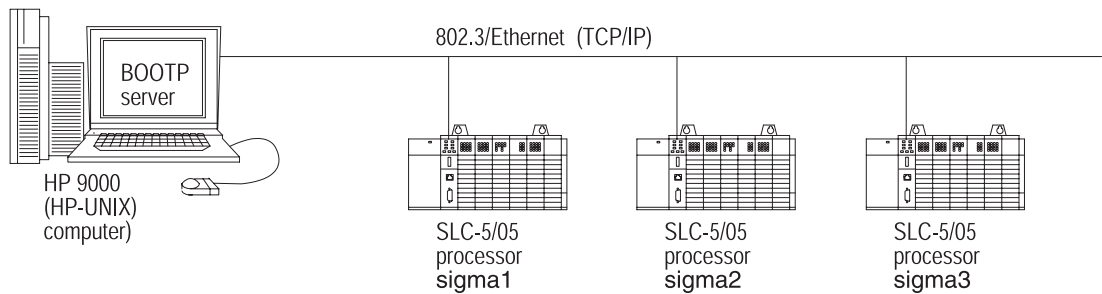 802.3/Ethernet (TCP/IP)
BOOTP
server
HP 9000
(HP-UNIX)
computer)
SLC-5/05
processor
sigma1
SLC-5/05
processor
sigma2
SLC-5/05
processor
sigma3